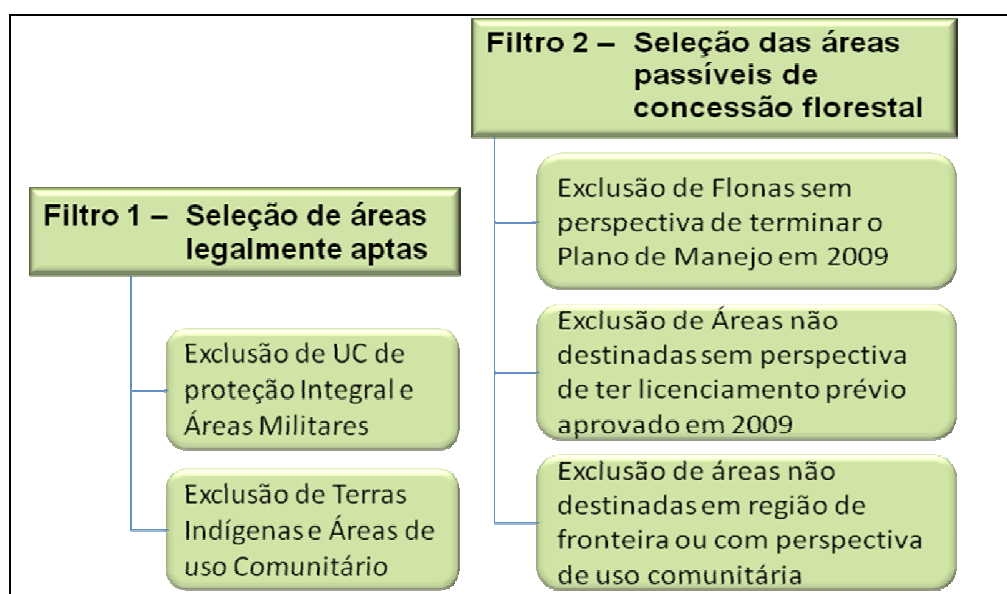 Filtro 1 – Seleção de áreas
legalmente aptas
Exclusão de UC de
proteção Integral e
Áreas Militares
Exclusão de Terras
Indígenas e Áreas de
uso Comunitário
Filtro 2 – Seleção das áreas
passíveis de
concessão florestal
Exclusão de Flonas sem
perspectiva de terminar o
Plano de Manejo em 2009
Exclusão de Áreas não
destinadas sem perspectiva
de ter licenciamento prévio
aprovado em 2009
Exclusão de áreas não
destinadas em região de
fronteira ou com perspectiva
de uso comunitária